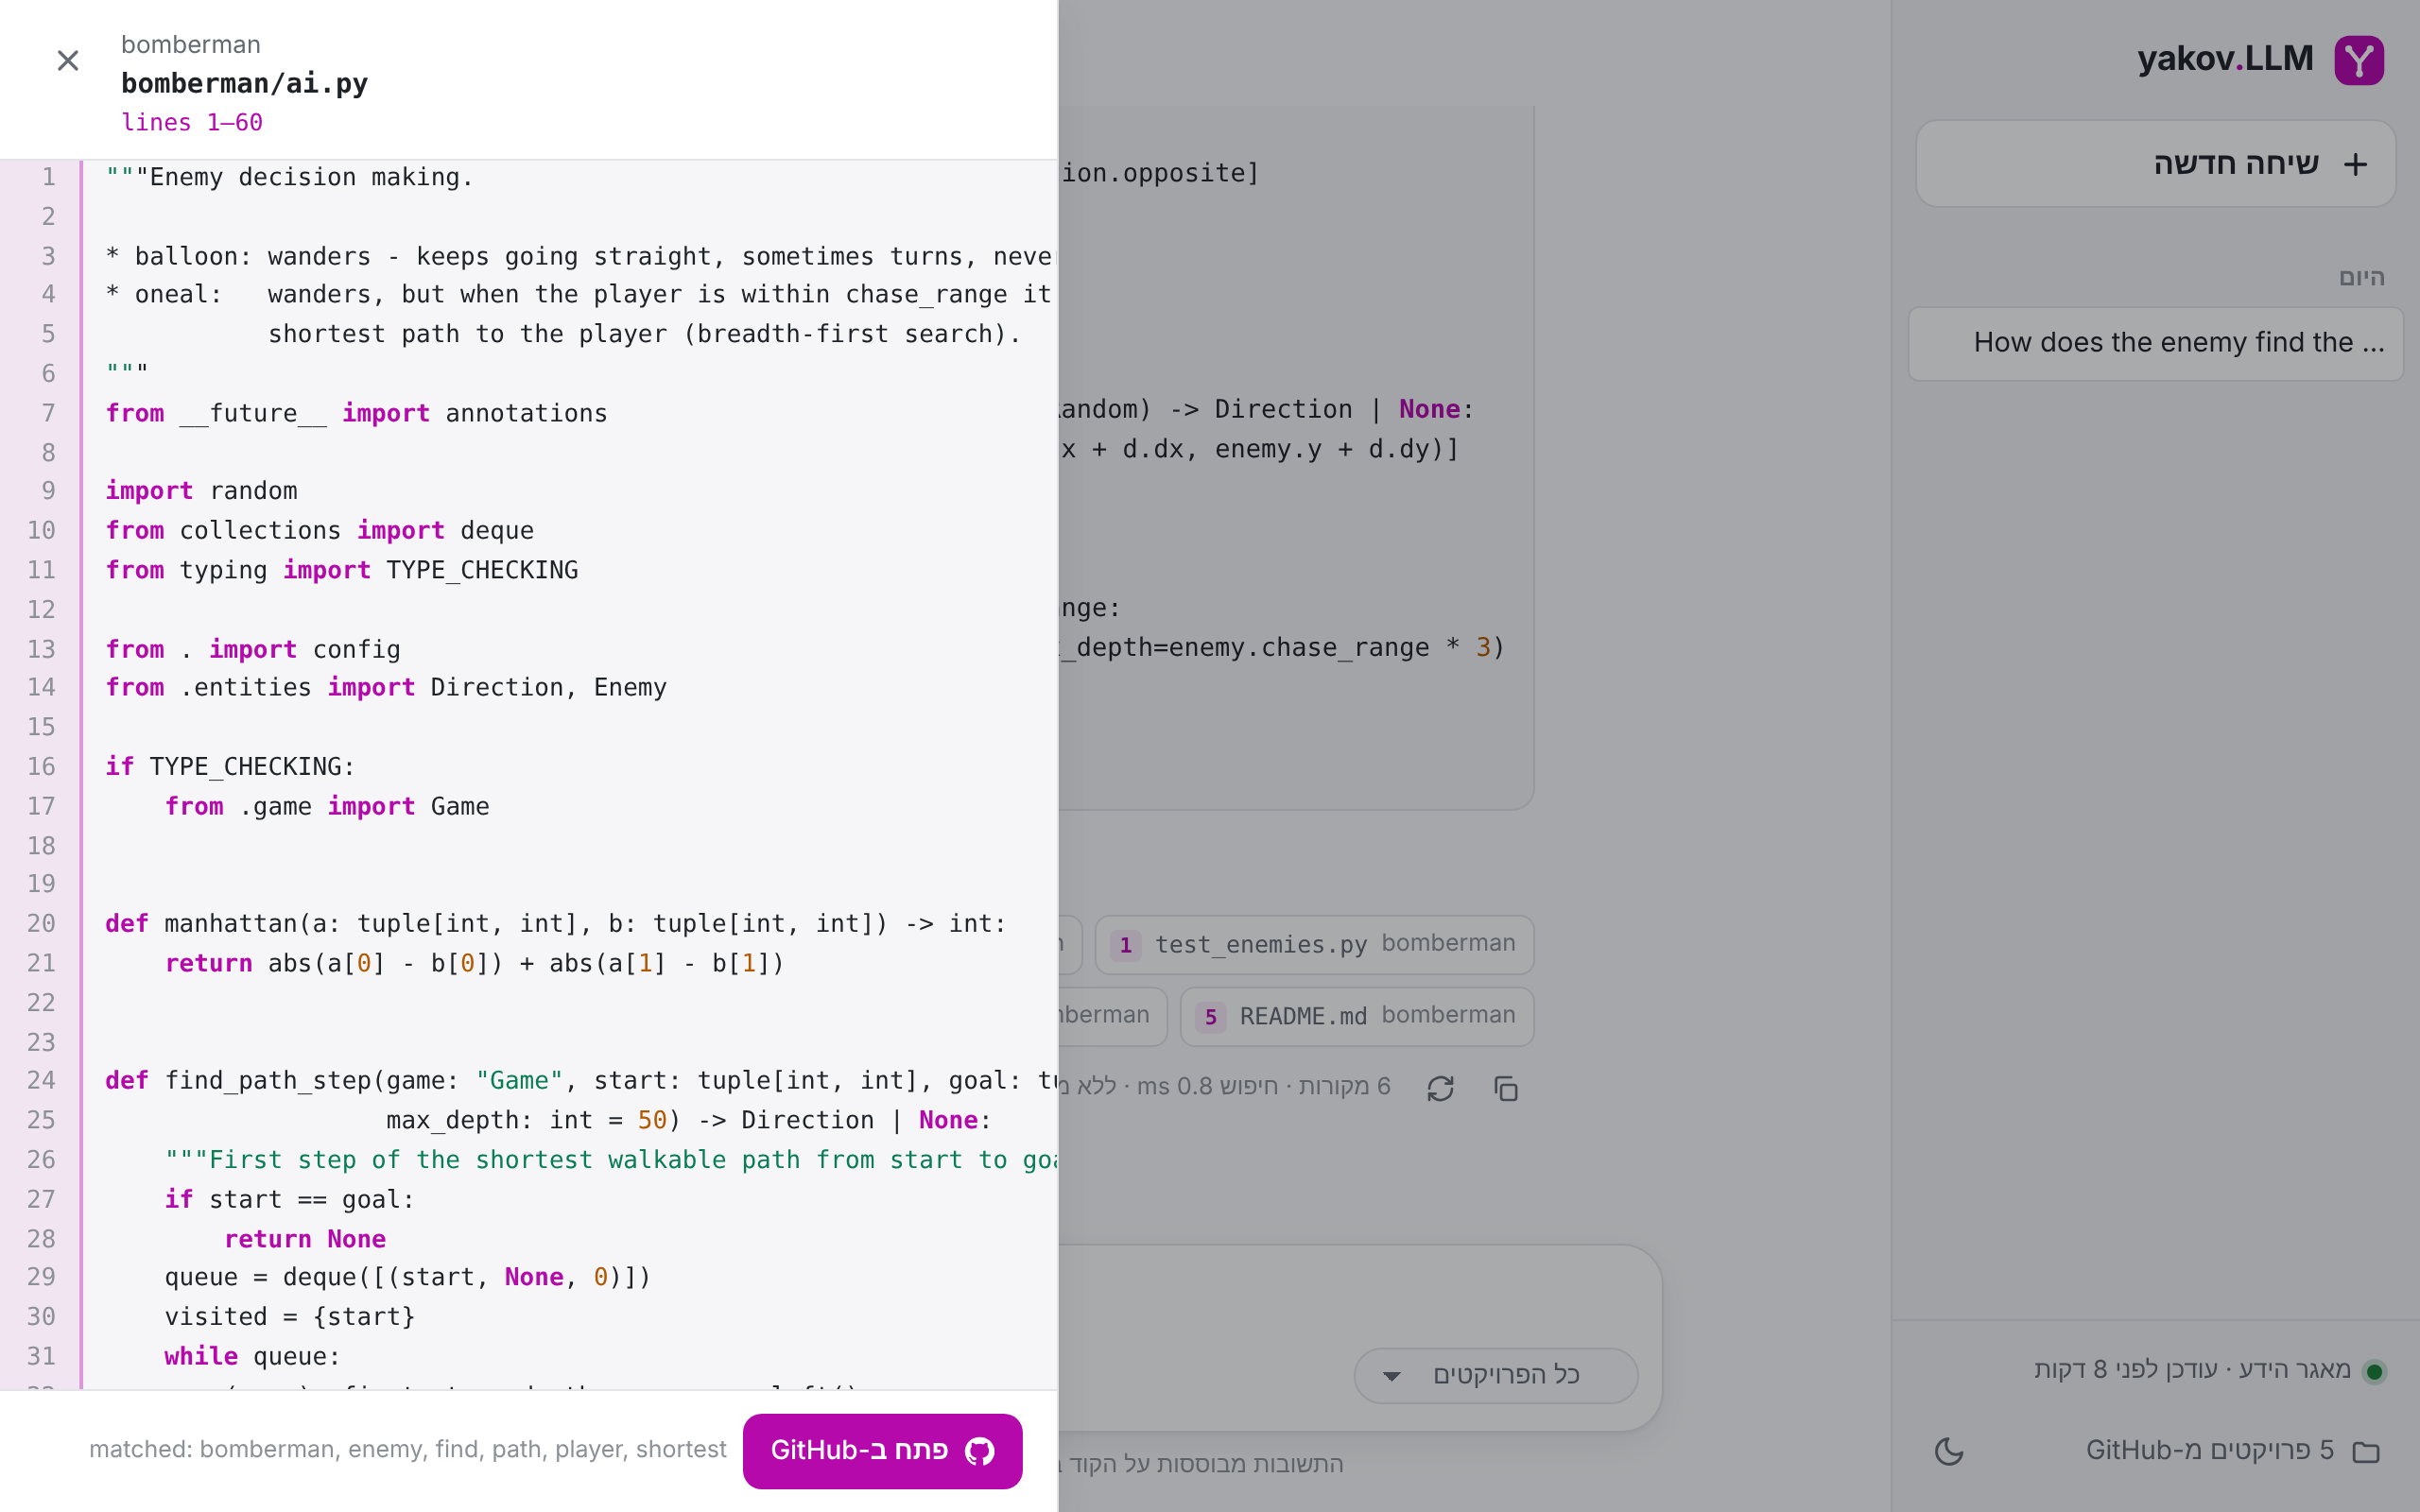 bomberman
bomberman/ai.py
lines 1–60
1 """Enemy decision making.
2
3 * balloon: wanders - keeps going straight, sometimes turns,
4 * oneal:   wanders, but when the player is within chase_range it
5            shortest path to the player (breadth-first search).
6 """
7 from __future__ import annotations
8
9 import random
10 from collections import deque
11 from typing import TYPE_CHECKING
12
13 from . import config
14 from .entities import Direction, Enemy
15
16 if TYPE_CHECKING:
17     from .game import Game
18
19
20 def manhattan(a: tuple[int, int], b: tuple[int, int]) -> int:
21     return abs(a[0] - b[0]) + abs(a[1] - b[1])
22
23
24 def find_path_step(game: "Game", start: tuple[int, int], goal:
25                    max_depth: int = 50) -> Direction | None:
26     """First step of the shortest walkable path from start to
27     if start == goal:
28         return None
29     queue = deque([(start, None, 0)])
30     visited = {start}
31     while queue:
matched: bomberman, enemy, find, path, player, shortest
פתח ב-GitHub
ion.opposite]
andom) -> Direction | None:
x + d.dx, enemy.y + d.dy)]
nge:
_depth=enemy.chase_range * 3)
1 test_enemies.py bomberman
5 README.md bomberman
6 מקורות · חיפוש 0.8 ms · ללא
כל הפרויקטים
התשובות מבוססות על הקוד
yakov.LLM
שיחה חדשה
היום
How does the enemy find the ...
מאגר הידע · עודכן לפני 8 דקות
5 פרויקטים מ-GitHub